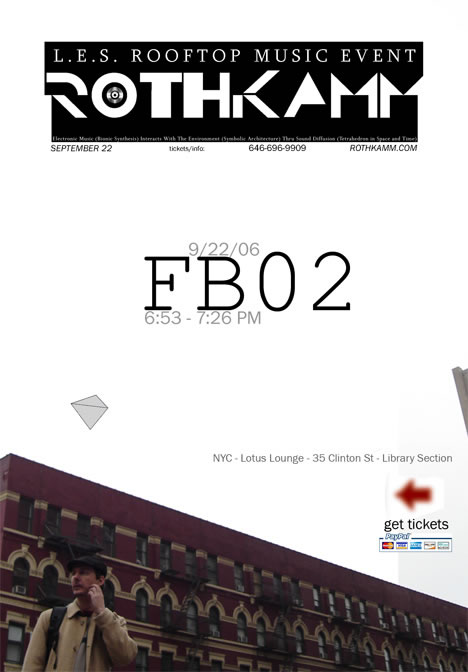 L.E.S. ROOFTOP MUSIC EVENT
ROTHKAMM
Electronic Music (Bionic Synthesis) Interacts With The Environment (Symbolic Architecture) Thru Sound Diffusion (Tetrahedron in Space and Time)
SEPTEMBER 22 tickets/info: 646-696-9909 ROTHKAMM.COM
9/22/06
FB02
6:53 - 7:26 PM
NYC - Lotus Lounge - 35 Clinton St - Library Section
get tickets
PayPal